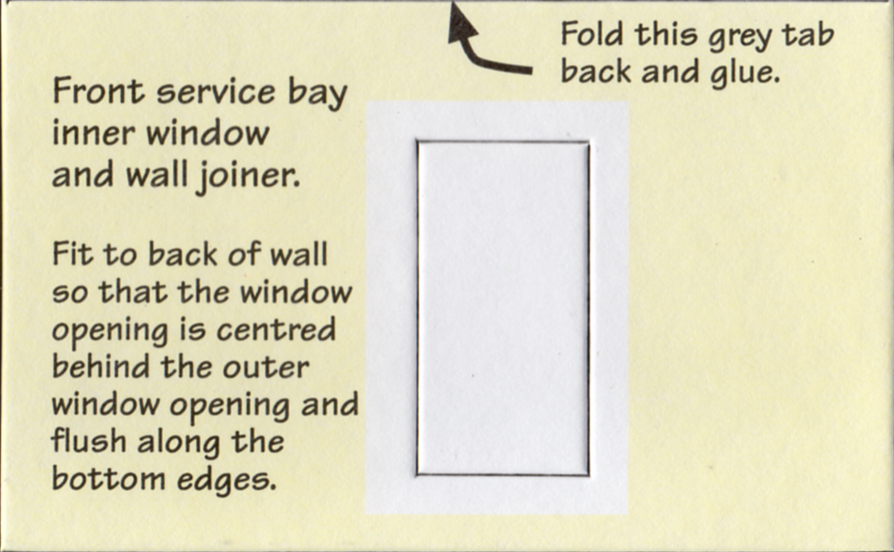 Fold this grey tab
back and glue.
Front service bay
inner window
and wall joiner.
Fit to back of wall
so that the window
opening is centred
behind the outer
window opening and
flush along the
bottom edges.